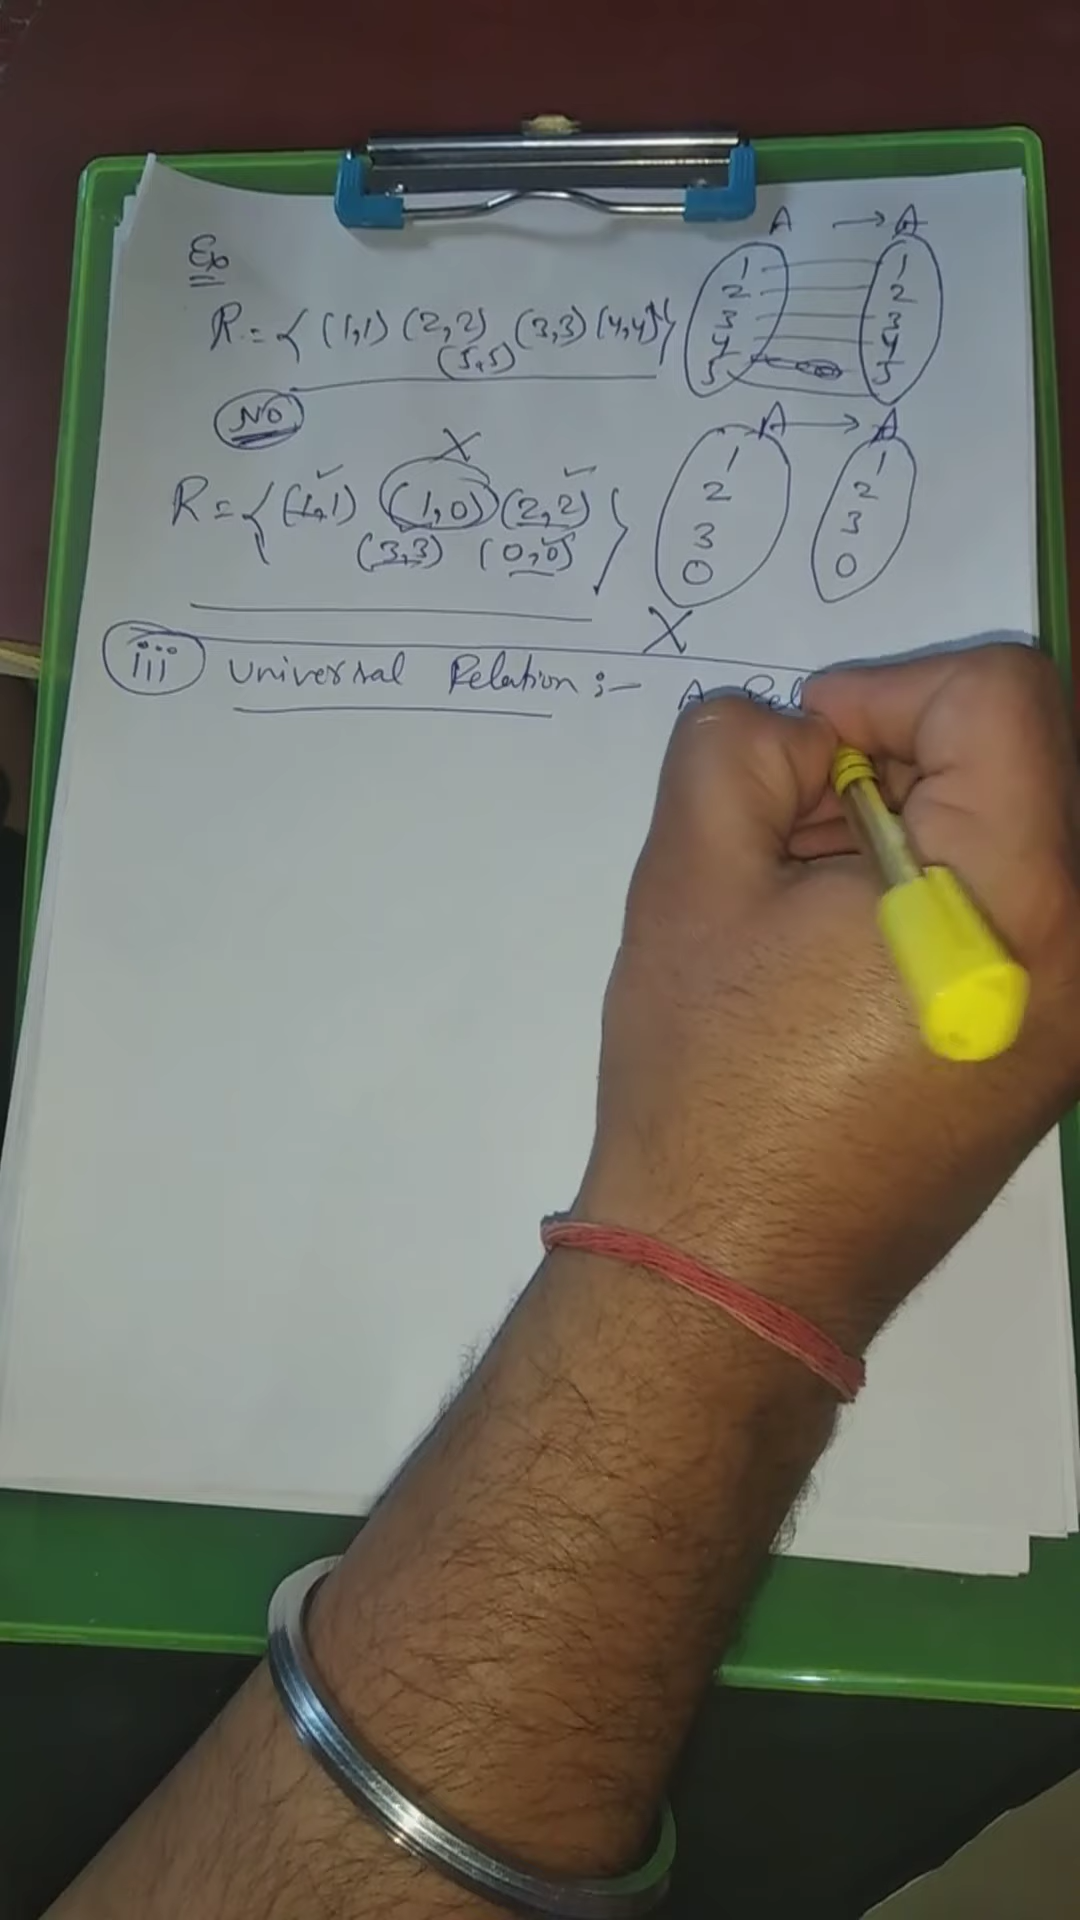 Ex
A → A
R = { (1,1) (2,2) (3,3) (4,4) }
(5,5)
1 1
2 2
3 3
4 4
5 5
NO
A → A
X
R = { (1,1) (1,0) (2,2) }
(3,3) (0,0)
1 1
2 2
3 3
0 0
X
iii Universal Relation :- A Rel